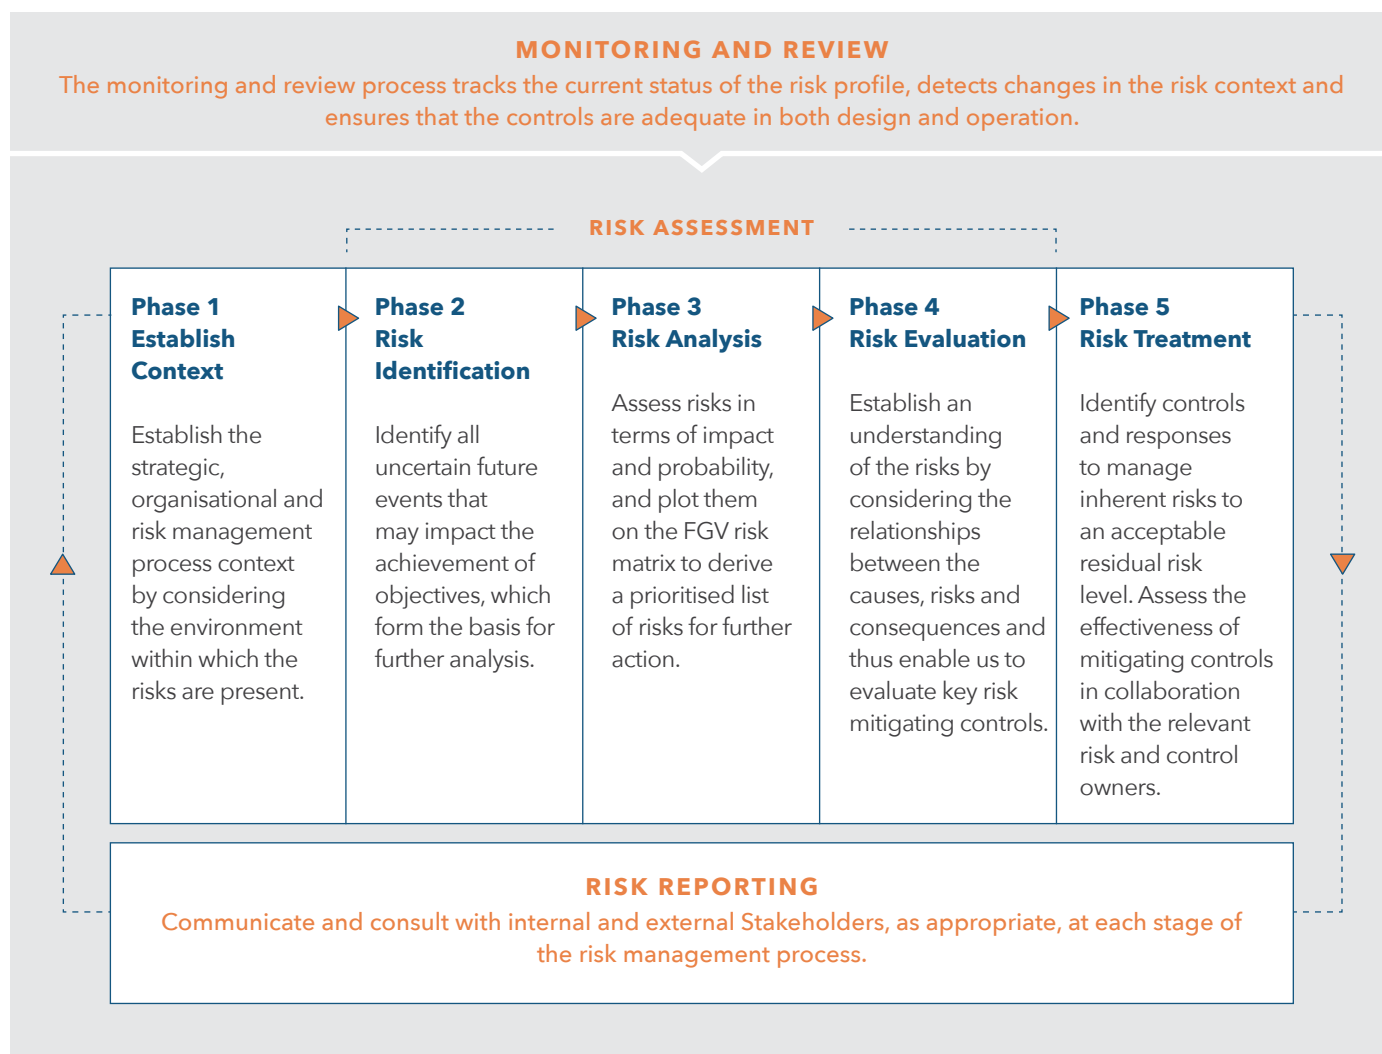 MONITORING AND REVIEW
The monitoring and review process tracks the current status of the risk profile, detects changes in the risk context and
ensures that the controls are adequate in both design and operation.
RISK ASSESSMENT
Phase 1
Establish
Context
Establish the
strategic,
organisational and
risk management
process context
by considering
the environment
within which the
risks are present.
Phase 2
Risk
Identification
Identify all
uncertain future
events that
may impact the
achievement of
objectives, which
form the basis for
further analysis.
Phase 3
Risk Analysis
Assess risks in
terms of impact
and probability,
and plot them
on the FGV risk
matrix to derive
a prioritised list
of risks for further
action.
Phase 4
Risk Evaluation
Establish an
understanding
of the risks by
considering the
relationships
between the
causes, risks and
consequences and
thus enable us to
evaluate key risk
mitigating controls.
Phase 5
Risk Treatment
Identify controls
and responses
to manage
inherent risks to
an acceptable
residual risk
level. Assess the
effectiveness of
mitigating controls
in collaboration
with the relevant
risk and control
owners.
RISK REPORTING
Communicate and consult with internal and external Stakeholders, as appropriate, at each stage of
the risk management process.